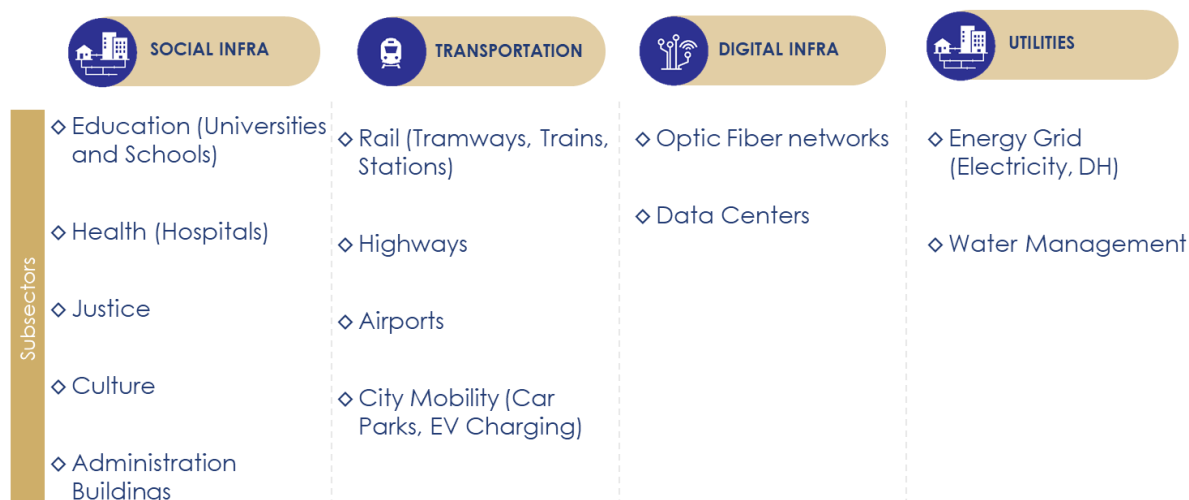 SOCIAL INFRA
TRANSPORTATION
DIGITAL INFRA
UTILITIES
Subsectors
Education (Universities
and Schools)
Health (Hospitals)
Justice
Culture
Administration
Buildings
Rail (Tramways, Trains,
Stations)
Highways
Airports
City Mobility (Car
Parks, EV Charging)
Optic Fiber networks
Data Centers
Energy Grid
(Electricity, DH)
Water Management